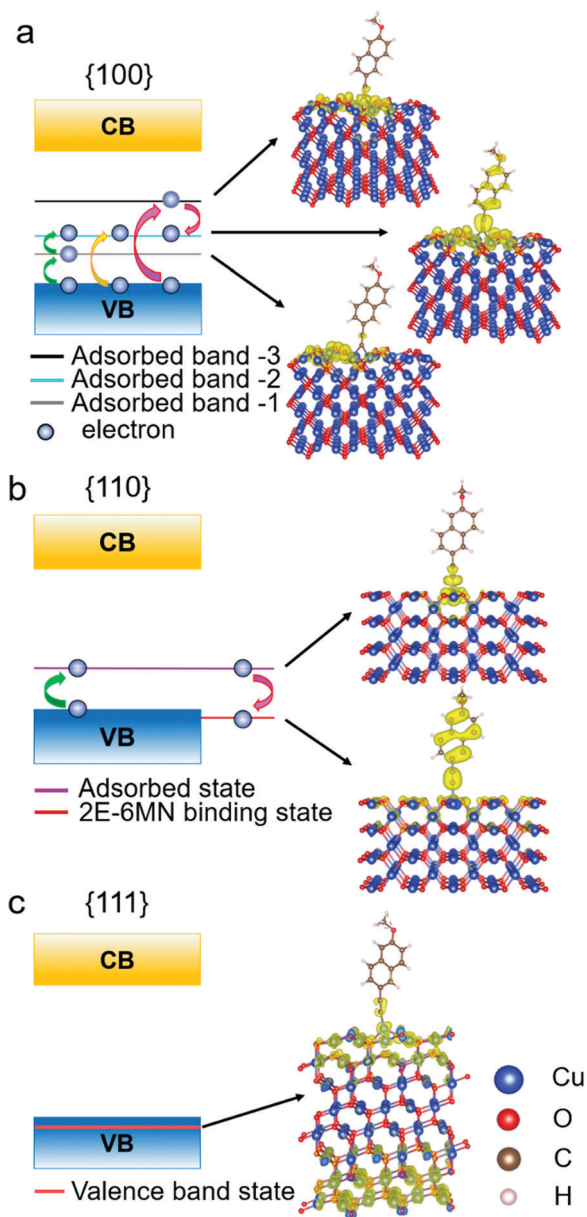 a
{100}
CB
VB
Adsorbed band -3
Adsorbed band -2
Adsorbed band -1
electron
b
{110}
CB
VB
Adsorbed state
2E-6MN binding state
c
{111}
CB
VB
Valence band state
Cu
O
C
H